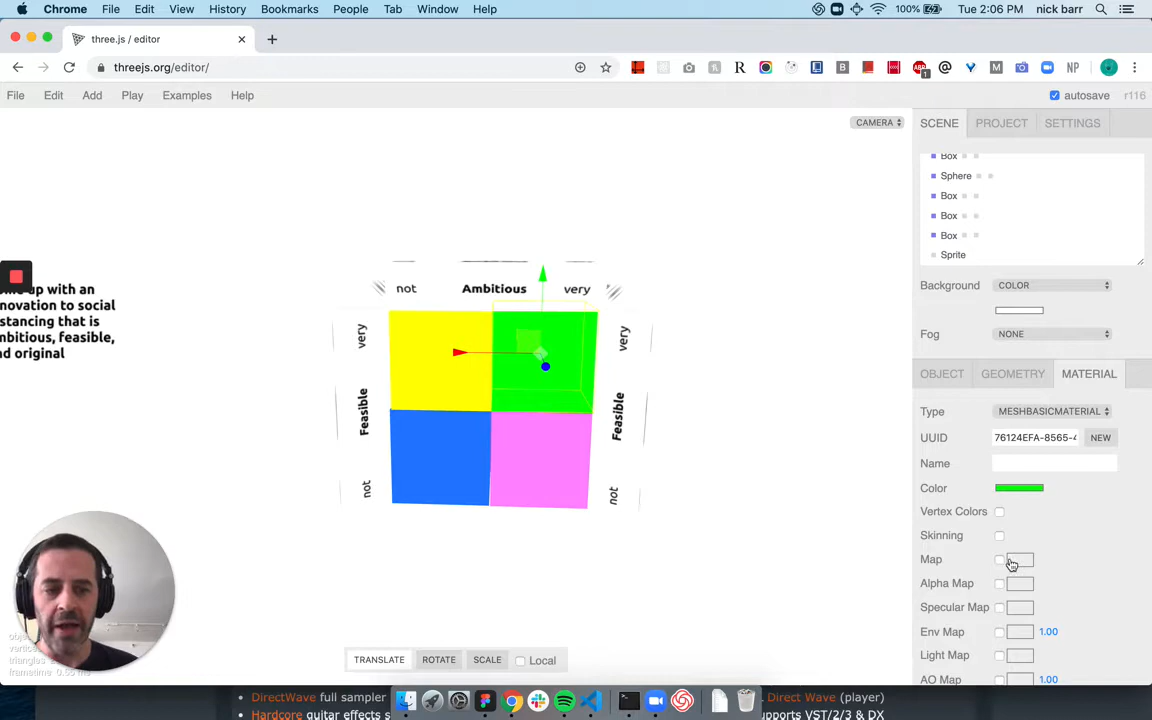 Chrome File Edit View History Bookmarks People Tab Window Help 100% Tue 2:06 PM nick barr
three.js / editor
threejs.org/editor/
File Edit Add Play Examples Help autosave r116
CAMERA
SCENE PROJECT SETTINGS
Box
Sphere
Box
Box
Box
Sprite
Background COLOR
Fog NONE
up with an
novation to social
stancing that is
mbitious, feasible,
nd original
not Ambitious very
very
Feasible
not
very
Feasible
not
OBJECT GEOMETRY MATERIAL
Type MESHBASICMATERIAL
UUID 76124EFA-8565-4
NEW
Name
Color
Vertex Colors
Skinning
Map
Alpha Map
Specular Map
Env Map 1.00
Light Map
AO Map 1.00
TRANSLATE ROTATE SCALE Local
frametime
DirectWave full sampler
Direct Wave (player)
Hardcore guitar effects s
upports VST/2/3 & DX